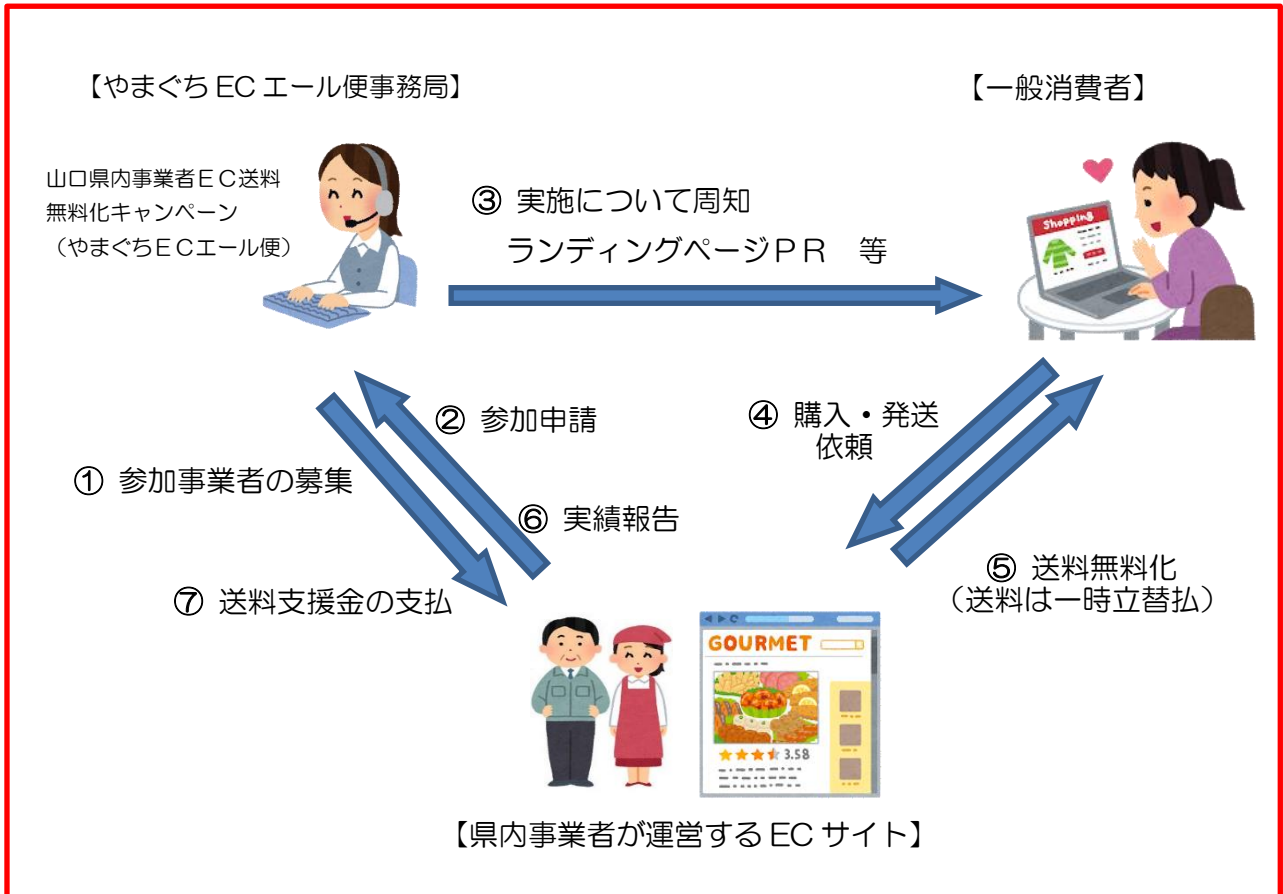 【やまぐち EC エール便事務局】
【一般消費者】
山口県内事業者ＥＣ送料
無料化キャンペーン
（やまぐちＥＣエール便）
③ 実施について周知
ランディングページＰＲ　等
Shopping
② 参加申請
④ 購入・発送
依頼
① 参加事業者の募集
⑥ 実績報告
⑤ 送料無料化
（送料は一時立替払）
⑦ 送料支援金の支払
GOURMET
3.58
【県内事業者が運営する EC サイト】